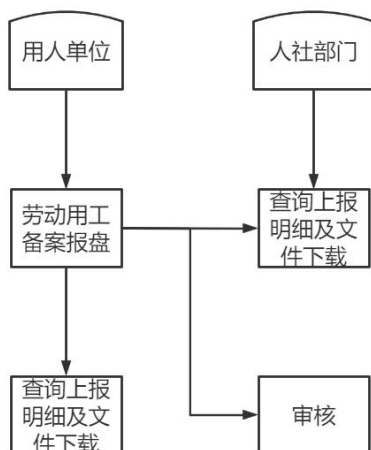 用人单位
人社部门
劳动用工
备案报盘
查询上报
明细及文
件下载
查询上报
明细及文
件下载
审核